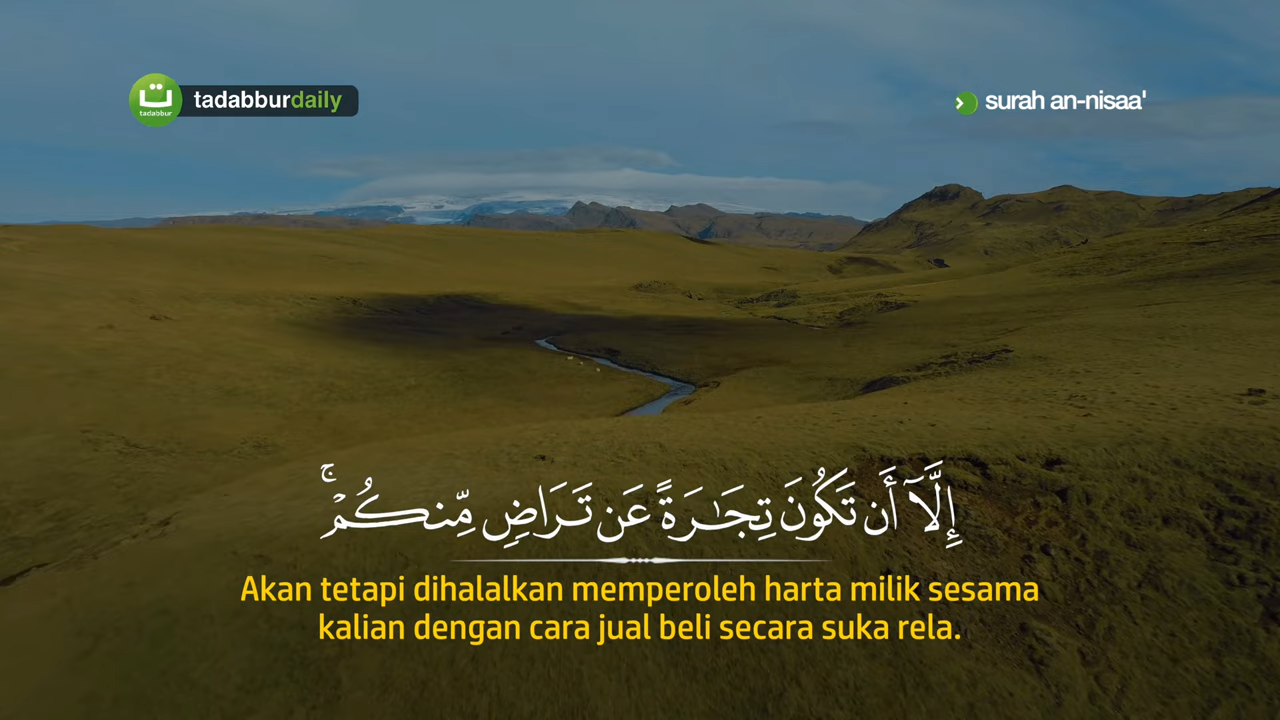 ت
tadabbur
tadabburdaily
surah an-nisaa'
إِلَّآ أَن تَكُونَ تِجَـٰرَةً عَن تَرَاضٍ مِّنكُمْ ۚ
Akan tetapi dihalalkan memperoleh harta milik sesama
kalian dengan cara jual beli secara suka rela.